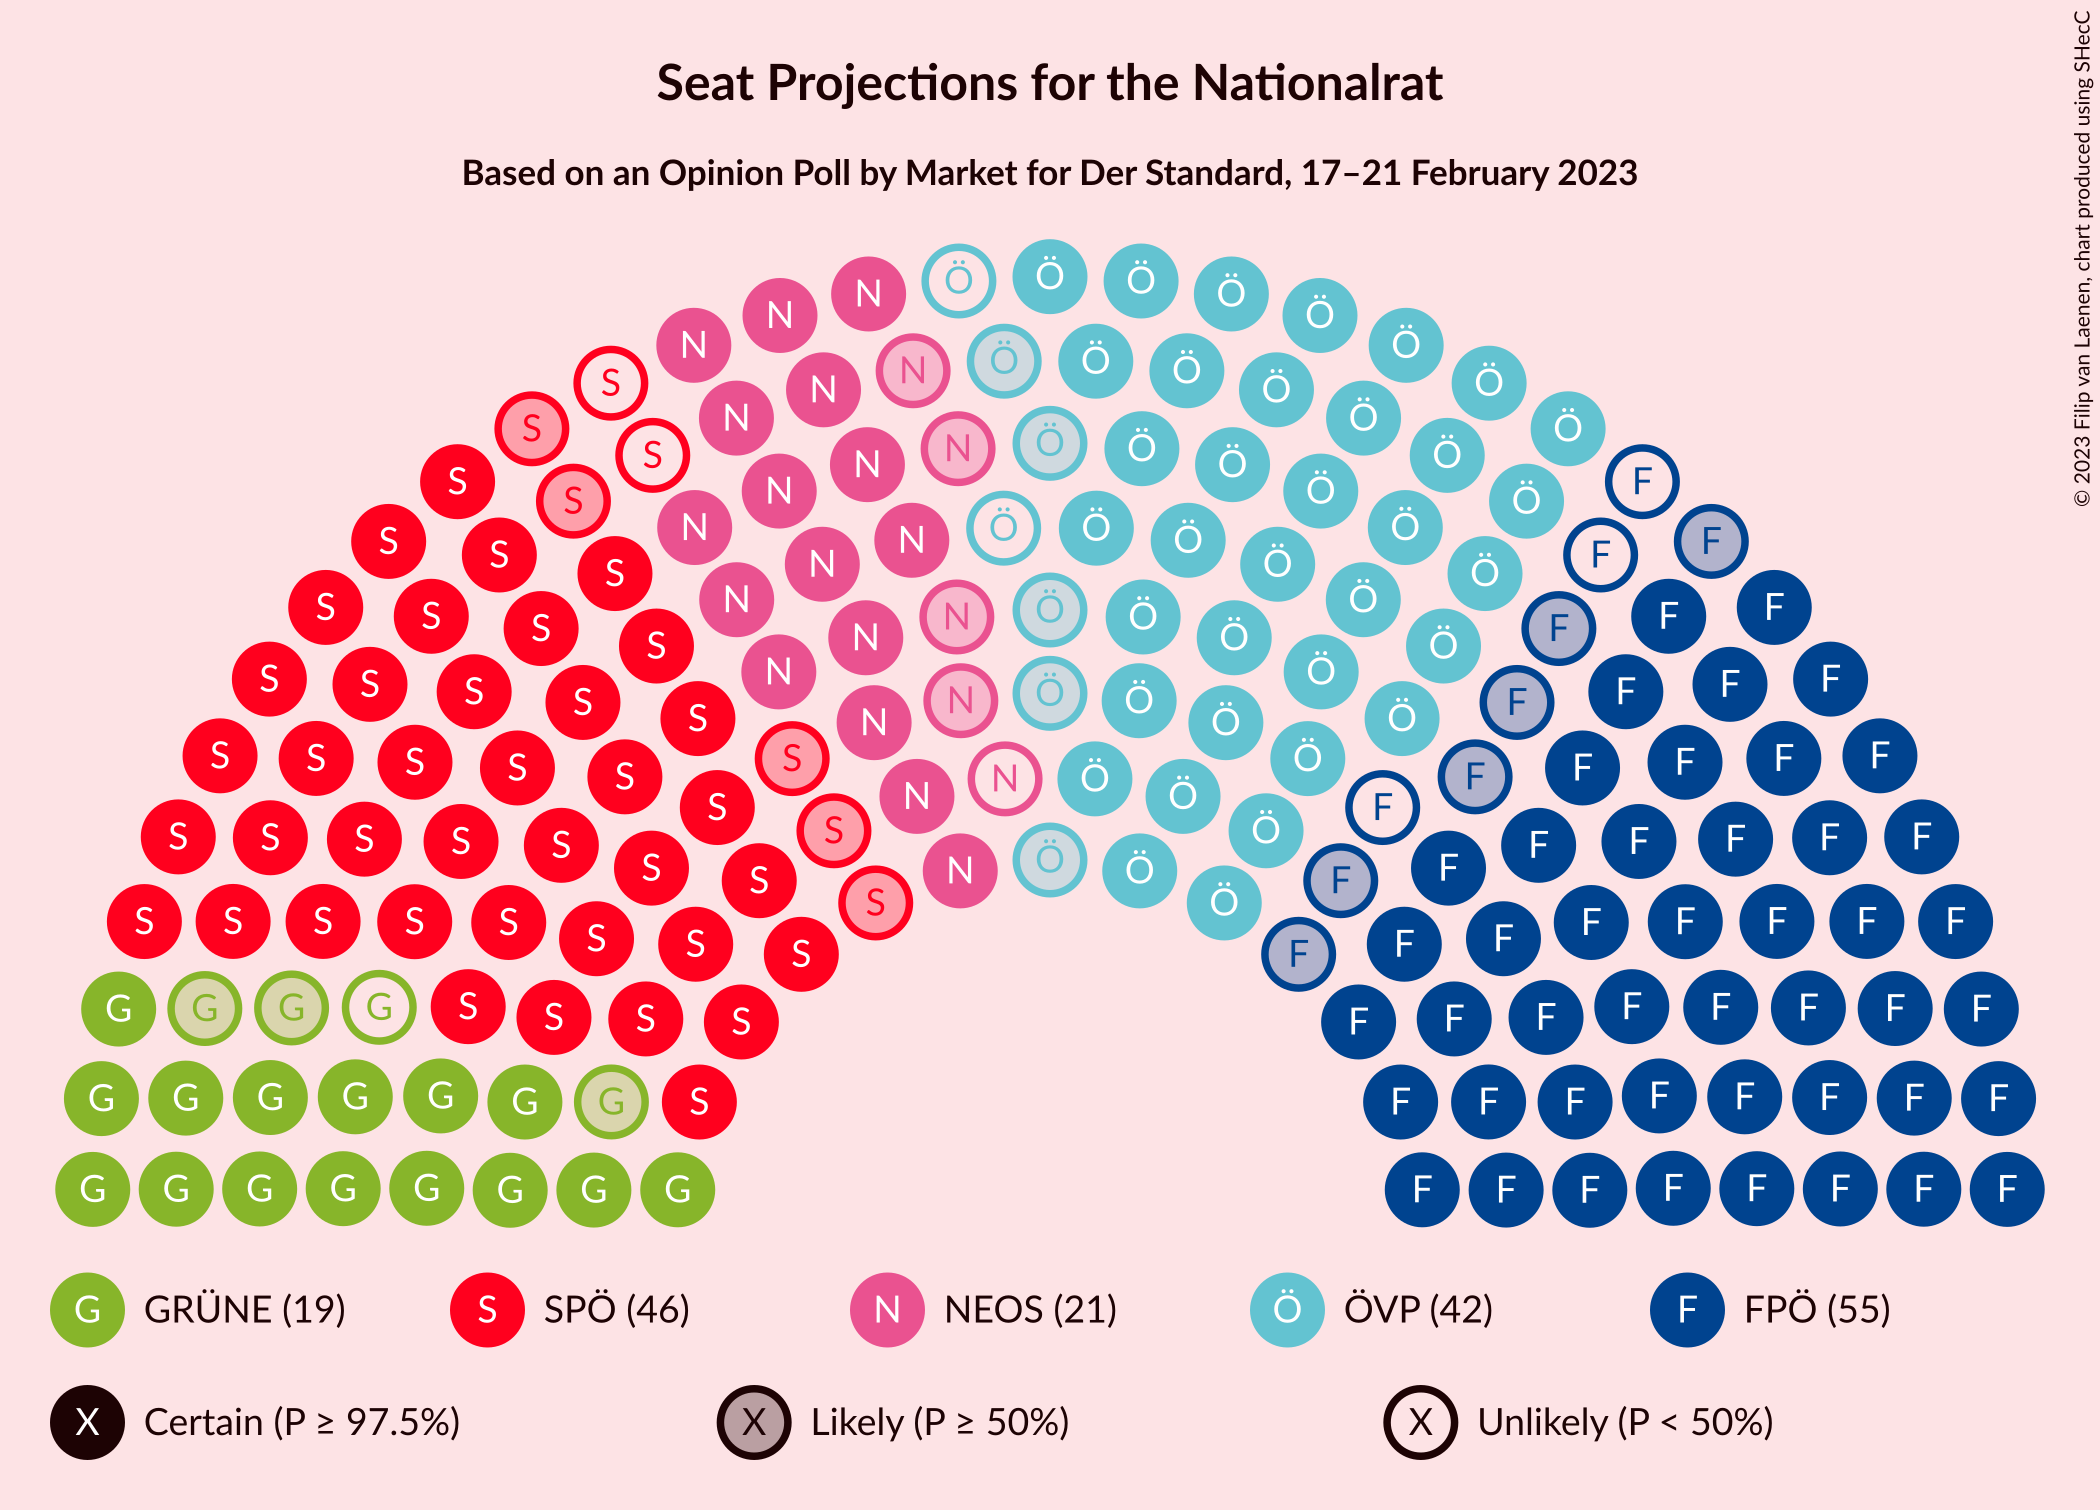 Seat Projections for the Nationalrat
Based on an Opinion Poll by Market for Der Standard, 17–21 February 2023
© 2023 Filip van Laenen, chart produced using SHecC
Ö Ö Ö
N Ö
N Ö
N Ö
Ö N
Ö Ö
N Ö
S Ö
N Ö
N Ö
S Ö
Ö N
N Ö
S Ö
N Ö
S F
N Ö
S Ö
N Ö
S F
N Ö
S F
N Ö
S Ö
N Ö
S F
N Ö
S F
N Ö
S Ö
N Ö
S F
G GRÜNE (19) S SPÖ (46) N NEOS (21) Ö ÖVP (42) F FPÖ (55)
X Certain (P ≥ 97.5%) X Likely (P ≥ 50%) X Unlikely (P < 50%)